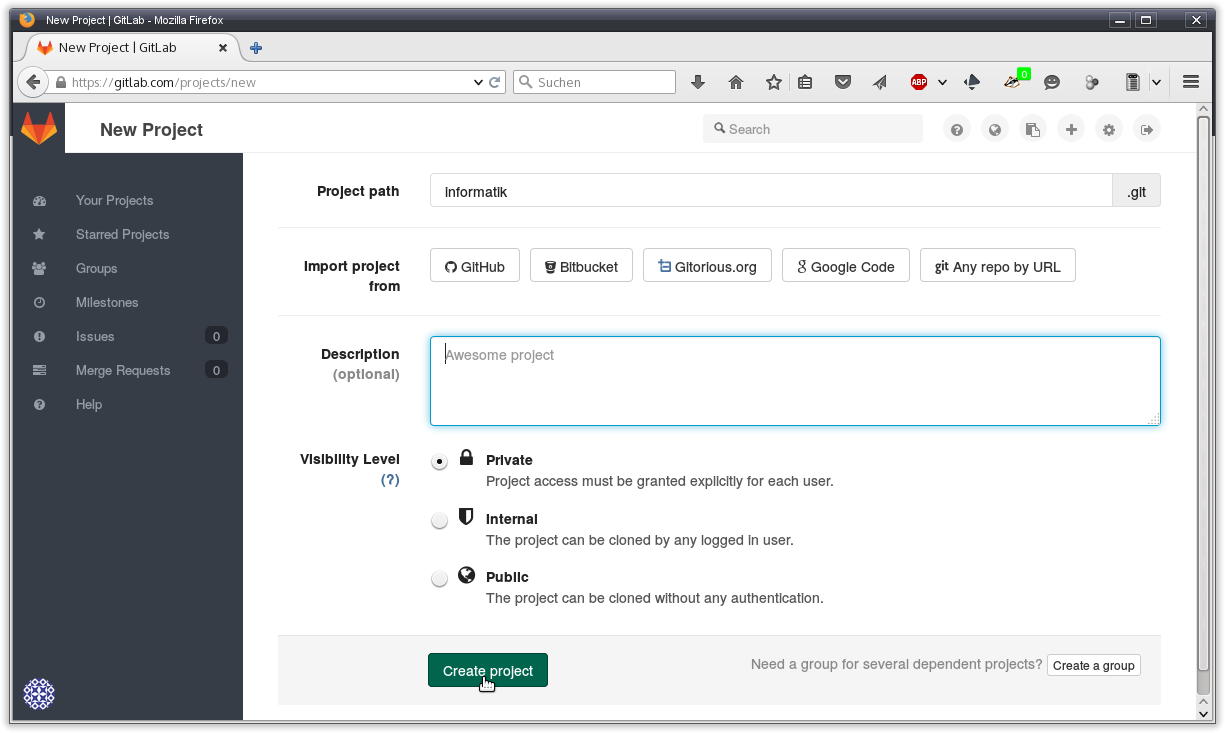 New Project | GitLab - Mozilla Firefox
New Project | GitLab
https://gitlab.com/projects/new
Suchen
ABP
0
New Project
Search
Your Projects
Starred Projects
Groups
Milestones
Issues 0
Merge Requests 0
Help
Project path
informatik
.git
Import project
from
GitHub
Bitbucket
Gitorious.org
Google Code
git Any repo by URL
Description
(optional)
Awesome project
Visibility Level
(?)
Private
Project access must be granted explicitly for each user.
Internal
The project can be cloned by any logged in user.
Public
The project can be cloned without any authentication.
Create project
Need a group for several dependent projects? Create a group